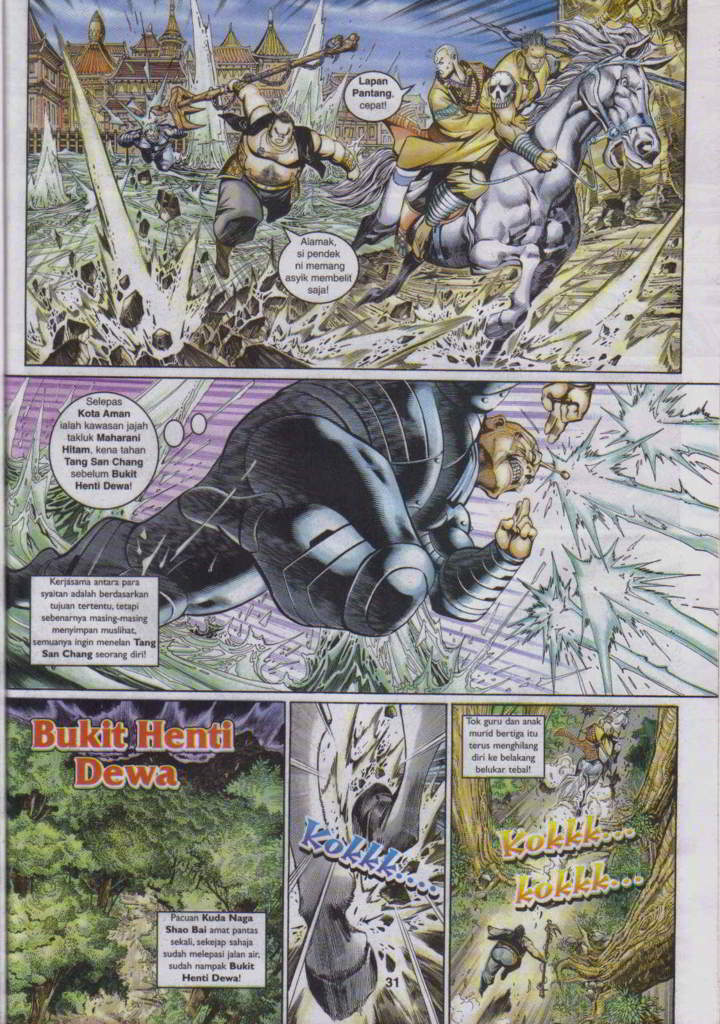 Lapan
Pantang,
cepat!
Alamak,
si pendek
ni memang
asyik membelit
saja!
Selepas
Kota Aman
ialah kawasan jajah
takluk Maharani
Hitam, kena tahan
Tang San Chang
sebelum Bukit
Henti Dewa!
Kerjasama antara para
syaitan adalah berdasarkan
tujuan tertentu, tetapi
sebenarnya masing-masing
menyimpan muslihat,
semuanya ingin menelan Tang
San Chang seorang diri!
Bukit Henti
Dewa
Pacuan Kuda Naga
Shao Bai amat pantas
sekali, sekejap sahaja
sudah melepasi jalan air,
sudah nampak Bukit
Henti Dewa!
Kokkk....
Tok guru dan anak
murid bertiga itu
terus menghilang
diri ke belakang
belukar tebal!
Kokkk...
kokkk...
31